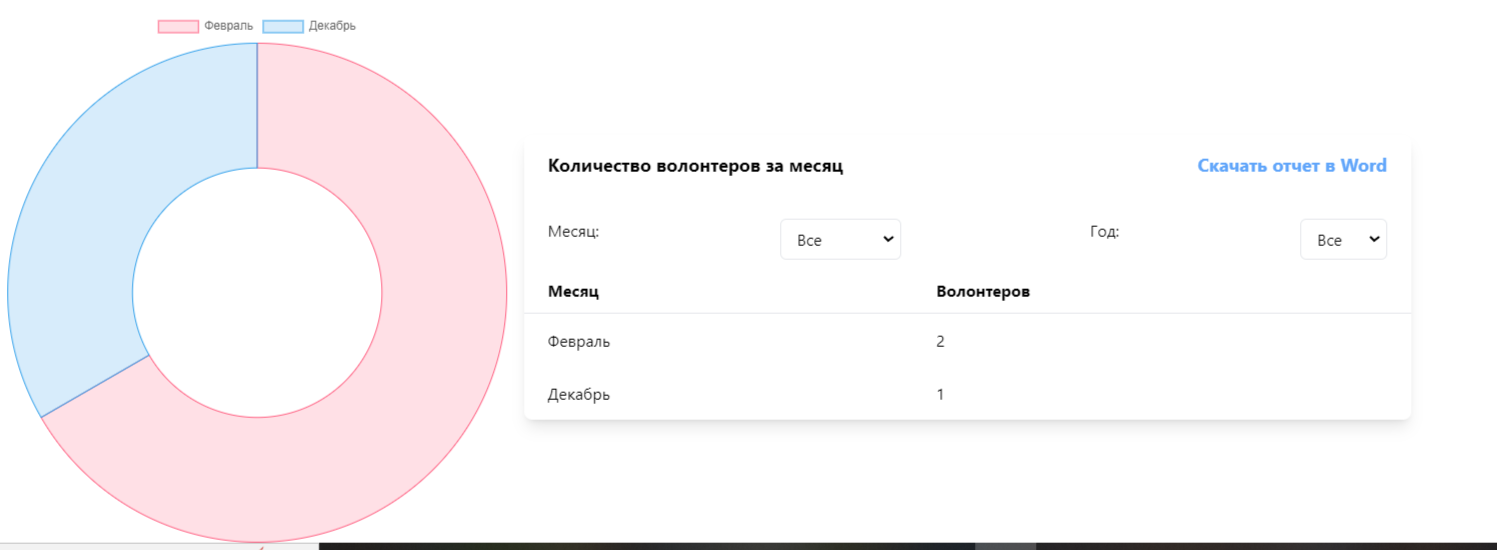 Февраль Декабрь
Количество волонтеров за месяц Скачать отчет в Word
Месяц: Все Год: Все
Месяц Волонтеров
Февраль 2
Декабрь 1